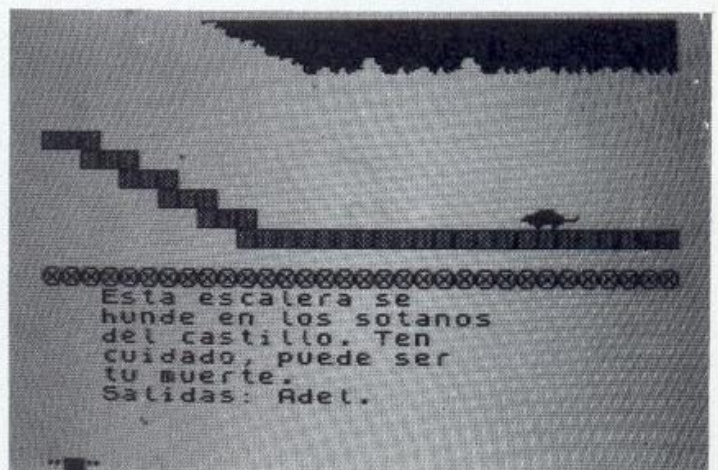 Esta escalera se
hunde en los sotanos
del castillo. Ten
cuidado, puede ser
tu muerte.
Salidas: Adel.